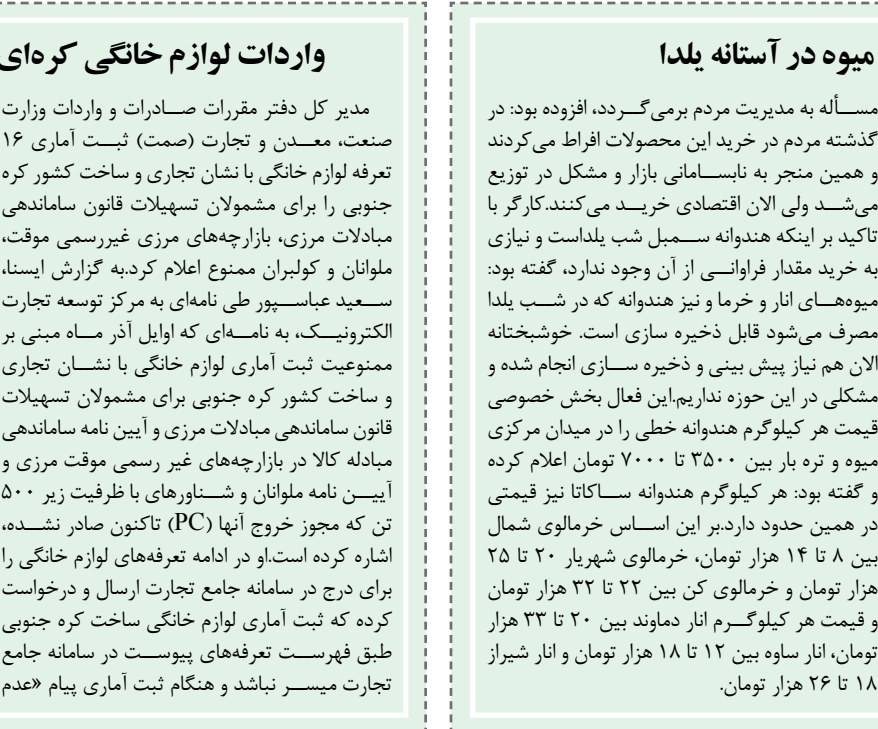 میوه در آستانه یلدا
مسأله به مدیریت مردم برمی‌گردد، افزوده بود: در
گذشته مردم در خرید این محصولات افراط می‌کردند
و همین منجر به نابسامانی بازار و مشکل در توزیع
می‌شد ولی الان اقتصادی خرید می‌کنند.کارگر با
تاکید بر اینکه هندوانه سمبل شب یلداست و نیازی
به خرید مقدار فراوانی از آن وجود ندارد، گفته بود:
میوه‌های انار و خرما و نیز هندوانه که در شب یلدا
مصرف می‌شود قابل ذخیره سازی است. خوشبختانه
الان هم نیاز پیش بینی و ذخیره سازی انجام شده و
مشکلی در این حوزه نداریم.این فعال بخش خصوصی
قیمت هر کیلوگرم هندوانه خطی را در میدان مرکزی
میوه و تره بار بین ۳۵۰۰ تا ۷۰۰۰ تومان اعلام کرده
و گفته بود: هر کیلوگرم هندوانه ساکاتا نیز قیمتی
در همین حدود دارد.بر این اساس خرمالوی شمال
بین ۸ تا ۱۴ هزار تومان، خرمالوی شهریار ۲۰ تا ۲۵
هزار تومان و خرمالوی کن بین ۲۲ تا ۳۲ هزار تومان
و قیمت هر کیلوگرم انار دماوند بین ۲۰ تا ۳۳ هزار
تومان، انار ساوه بین ۱۲ تا ۱۸ هزار تومان و انار شیراز
۱۸ تا ۲۶ هزار تومان.
واردات لوازم خانگی کره‌ای
مدیر کل دفتر مقررات صادرات و واردات وزارت
صنعت، معدن و تجارت (صمت) ثبت آماری ۱۶
تعرفه لوازم خانگی با نشان تجاری و ساخت کشور کره
جنوبی را برای مشمولان تسهیلات قانون ساماندهی
مبادلات مرزی، بازارچه‌های مرزی غیررسمی موقت،
ملوانان و کولبران ممنوع اعلام کرد.به گزارش ایسنا،
سعید عباسپور طی نامه‌ای به مرکز توسعه تجارت
الکترونیک، به نامه‌ای که اوایل آذر ماه مبنی بر
ممنوعیت ثبت آماری لوازم خانگی با نشان تجاری
و ساخت کشور کره جنوبی برای مشمولان تسهیلات
قانون ساماندهی مبادلات مرزی و آیین نامه ساماندهی
مبادله کالا در بازارچه‌های غیر رسمی موقت مرزی و
آیین نامه ملوانان و شناورهای با ظرفیت زیر ۵۰۰
تن که مجوز خروج آنها (PC) تاکنون صادر نشده،
اشاره کرده است.او در ادامه تعرفه‌های لوازم خانگی را
برای درج در سامانه جامع تجارت ارسال و درخواست
کرده که ثبت آماری لوازم خانگی ساخت کره جنوبی
طبق فهرست تعرفه‌های پیوست در سامانه جامع
تجارت میسر نباشد و هنگام ثبت آماری پیام «عدم